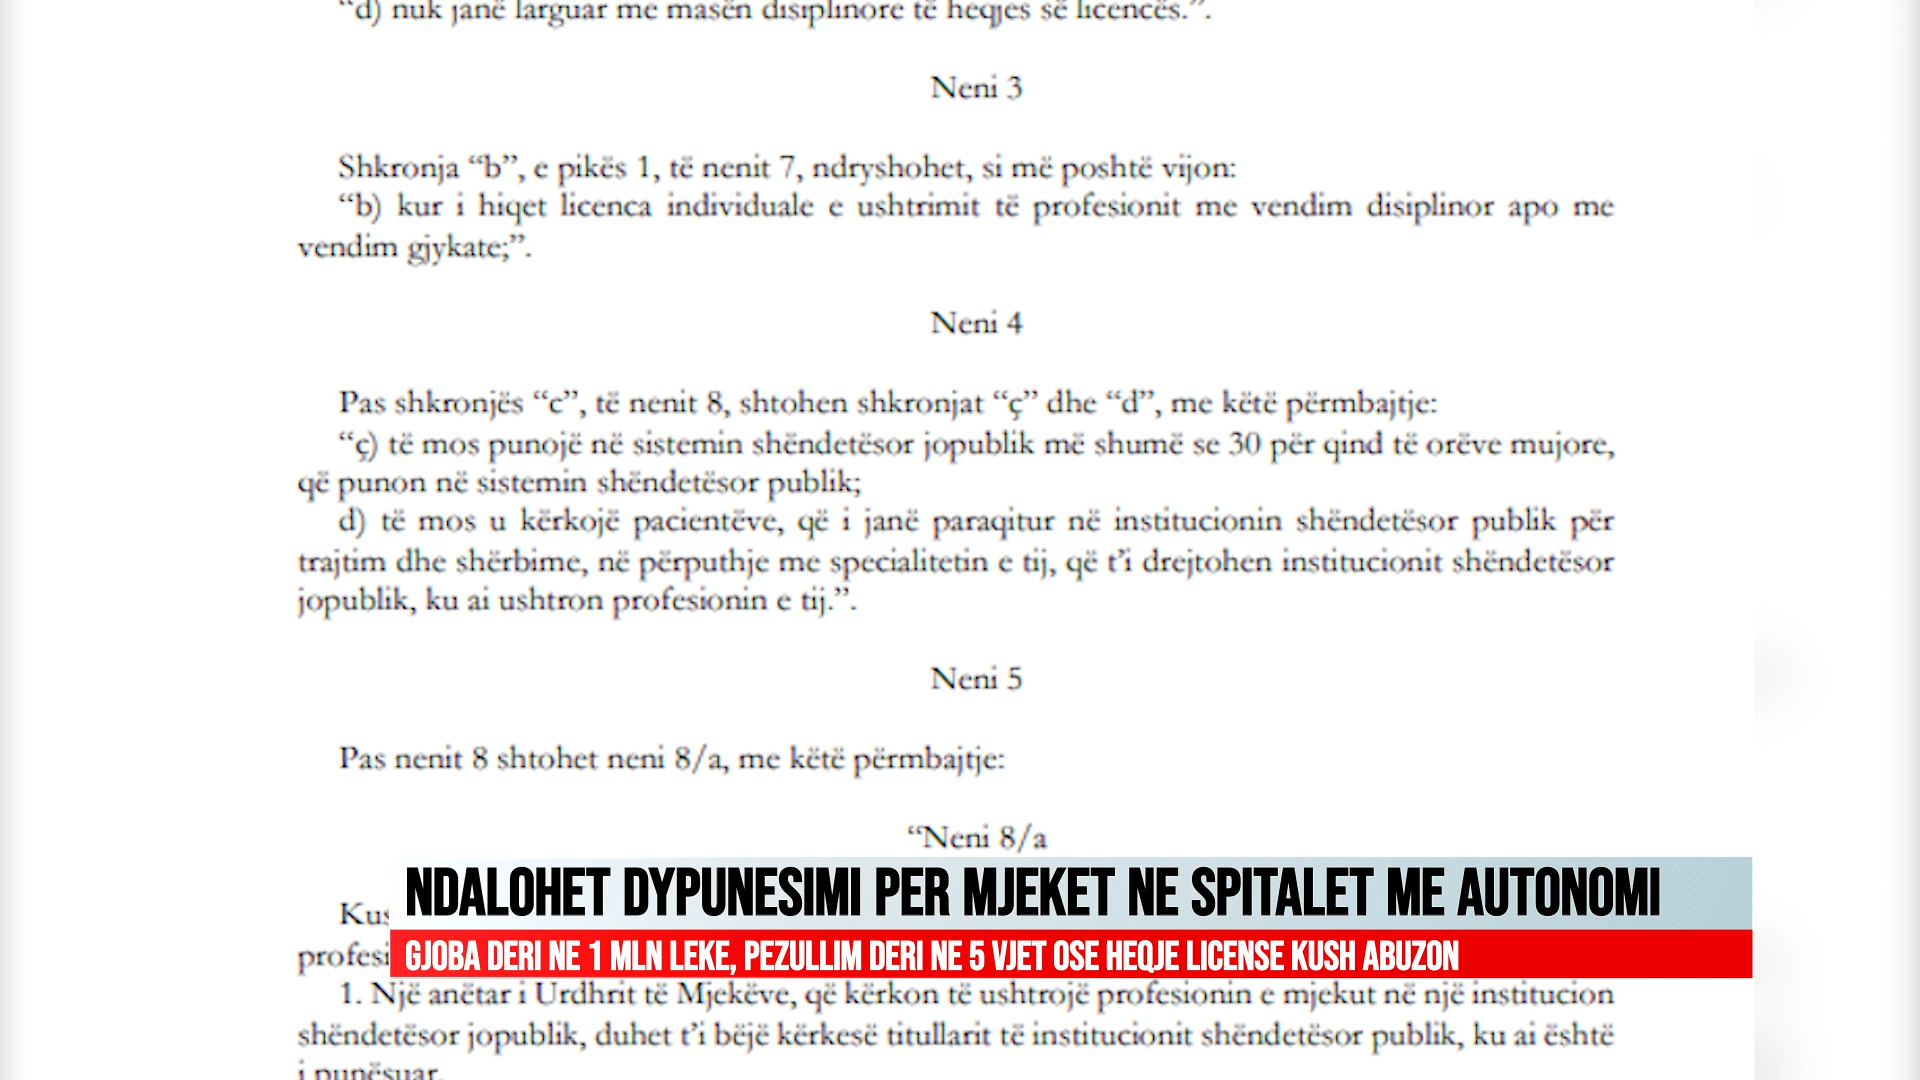 “d) nuk janë larguar me masën disiplinore të heqjes së licencës.”.
Neni 3
Shkronja “b”, e pikës 1, të nenit 7, ndryshohet, si më poshtë vijon:
“b) kur i hiqet licenca individuale e ushtrimit të profesionit me vendim disiplinor apo me
vendim gjykate;”.
Neni 4
Pas shkronjës “c”, të nenit 8, shtohen shkronjat “ç” dhe “d”, me këtë përmbajtje:
“ç) të mos punojë në sistemin shëndetësor jopublik më shumë se 30 për qind të orëve mujore,
që punon në sistemin shëndetësor publik;
d) të mos u kërkojë pacientëve, që i janë paraqitur në institucionin shëndetësor publik për
trajtim dhe shërbime, në përputhje me specialitetin e tij, që t’i drejtohen institucionit shëndetësor
jopublik, ku ai ushtron profesionin e tij.”.
Neni 5
Pas nenit 8 shtohet neni 8/a, me këtë përmbajtje:
“Neni 8/a
NDALOHET DYPUNESIMI PER MJEKET NE SPITALET ME AUTONOMI
GJOBA DERI NE 1 MLN LEKE, PEZULLIM DERI NE 5 VJET OSE HEQJE LICENSE KUSH ABUZON
1. Një anëtar i Urdhrit të Mjekëve, që kërkon të ushtrojë profesionin e mjekut në një institucion
shëndetësor jopublik, duhet t’i bëjë kërkesë titullarit të institucionit shëndetësor publik, ku ai është
i punësuar.